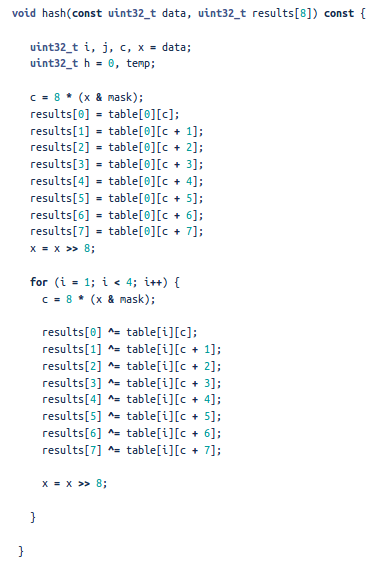 void hash(const uint32_t data, uint32_t results[8]) const {
uint32_t i, j, c, x = data;
uint32_t h = 0, temp;
c = 8 * (x & mask);
results[0] = table[0][c];
results[1] = table[0][c + 1];
results[2] = table[0][c + 2];
results[3] = table[0][c + 3];
results[4] = table[0][c + 4];
results[5] = table[0][c + 5];
results[6] = table[0][c + 6];
results[7] = table[0][c + 7];
x = x >> 8;
for (i = 1; i < 4; i++) {
c = 8 * (x & mask);
results[0] ^= table[i][c];
results[1] ^= table[i][c + 1];
results[2] ^= table[i][c + 2];
results[3] ^= table[i][c + 3];
results[4] ^= table[i][c + 4];
results[5] ^= table[i][c + 5];
results[6] ^= table[i][c + 6];
results[7] ^= table[i][c + 7];
x = x >> 8;
}
}